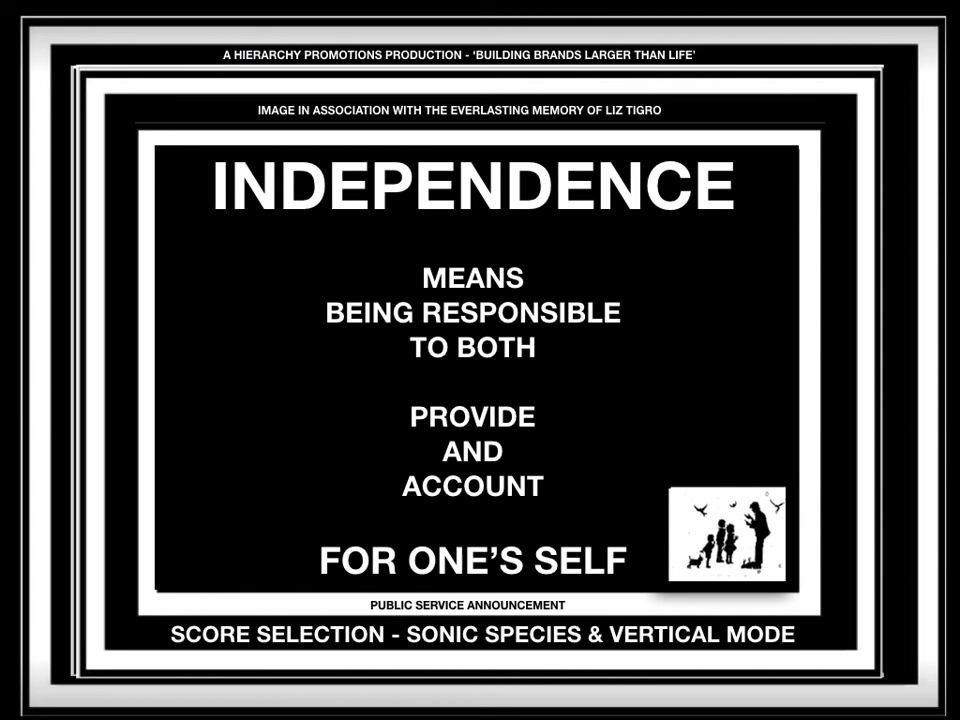 A HIERARCHY PROMOTIONS PRODUCTION - ‘BUILDING BRANDS LARGER THAN LIFE’
IMAGE IN ASSOCIATION WITH THE EVERLASTING MEMORY OF LIZ TIGRO
INDEPENDENCE
MEANS
BEING RESPONSIBLE
TO BOTH
PROVIDE
AND
ACCOUNT
FOR ONE’S SELF
PUBLIC SERVICE ANNOUNCEMENT
SCORE SELECTION - SONIC SPECIES & VERTICAL MODE